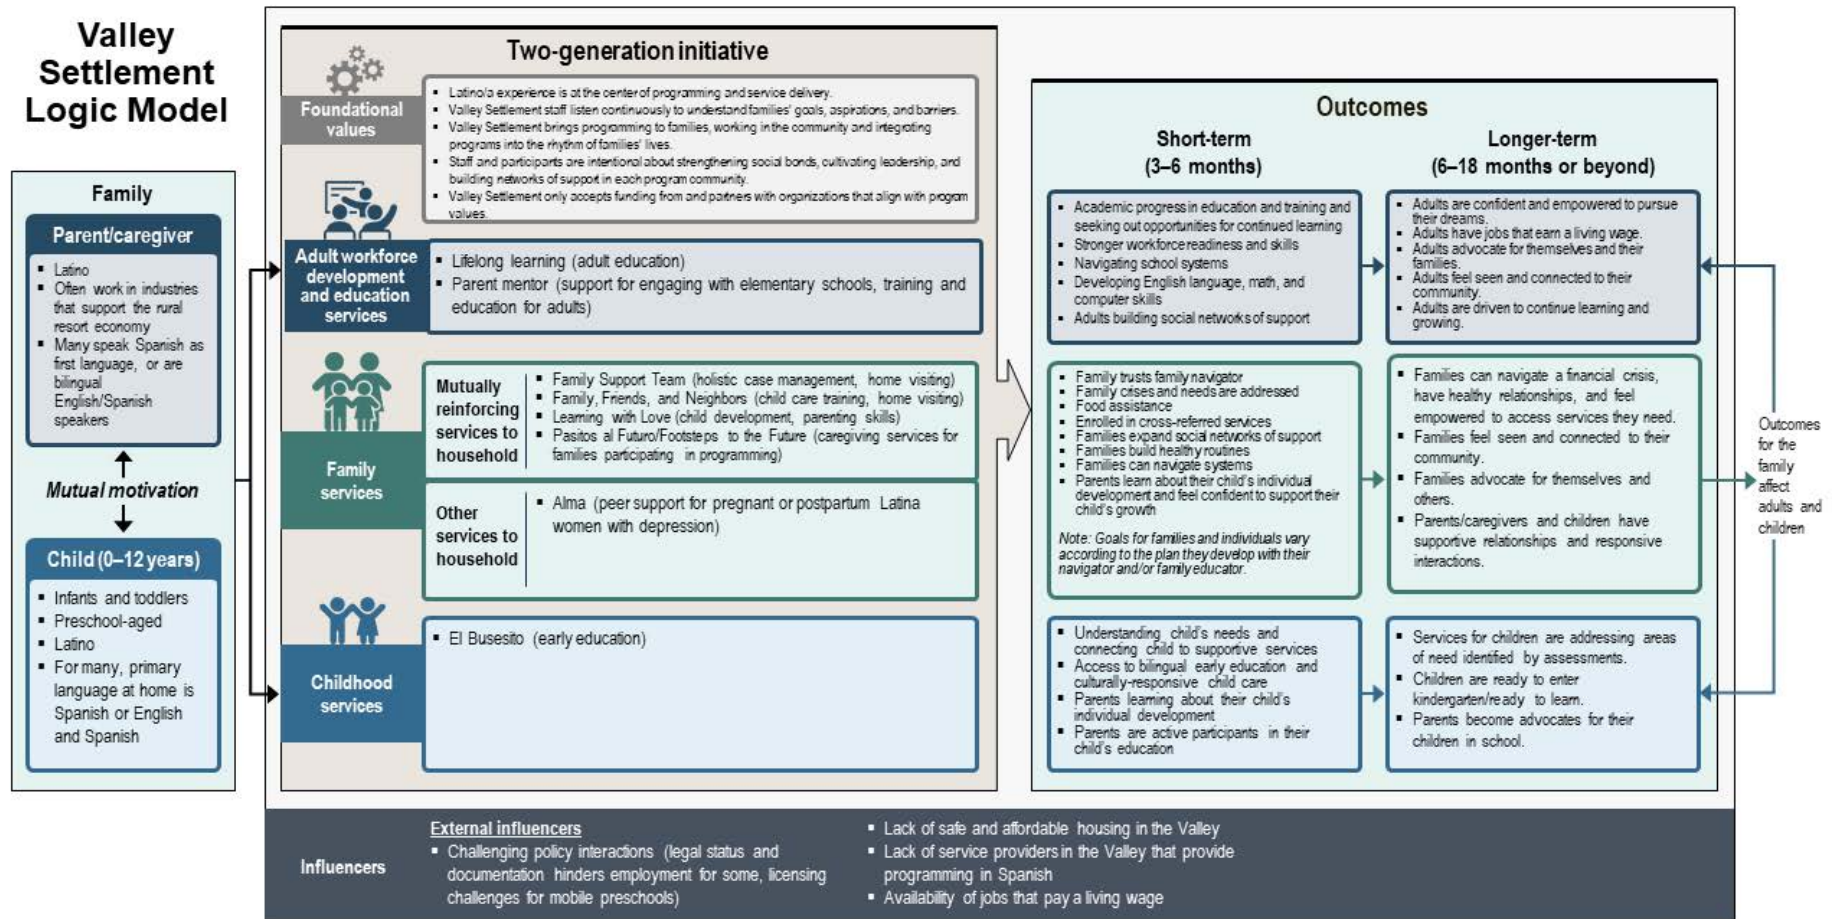 Valley
Settlement
Logic Model
Family
Parent/caregiver
▪ Latino
▪ Often work in industries
that support the rural
resort economy
▪ Many speak Spanish as
first language, or are
bilingual
English/Spanish
speakers
Mutual motivation
Child (0–12 years)
▪ Infants and toddlers
▪ Preschool-aged
▪ Latino
▪ For many, primary
language at home is
Spanish or English
and Spanish
Two-generation initiative
Foundational
values
▪ Latino/a experience is at the center of programming and service delivery.
▪ Valley Settlement staff listen continuously to understand families' goals, aspirations, and barriers.
▪ Valley Settlement brings programming to families, working in the community and integrating
programs into the rhythm of families' lives.
▪ Staff and participants are intentional about strengthening social bonds, cultivating leadership, and
building networks of support in each program community.
▪ Valley Settlement only accepts funding from and partners with organizations that align with program
values.
Adult workforce
development
and education
services
▪ Lifelong learning (adult education)
▪ Parent mentor (support for engaging with elementary schools, training and
education for adults)
Family
services
Mutually
reinforcing
services to
household
▪ Family Support Team (holistic case management, home visiting)
▪ Family, Friends, and Neighbors (child care training, home visiting)
▪ Learning with Love (child development, parenting skills)
▪ Pasitos al Futuro/Footsteps to the Future (caregiving services for
families participating in programming)
Other
services to
household
▪ Alma (peer support for pregnant or postpartum Latina
women with depression)
Childhood
services
▪ El Busesito (early education)
Outcomes
Short-term
(3–6 months)
▪ Academic progress in education and training and
seeking out opportunities for continued learning
▪ Stronger workforce readiness and skills
▪ Navigating school systems
▪ Developing English language, math, and
computer skills
▪ Adults building social networks of support
▪ Family trusts family navigator
▪ Family crises and needs are addressed
▪ Food assistance
▪ Enrolled in cross-referred services
▪ Families expand social networks of support
▪ Families build healthy routines
▪ Families can navigate systems
▪ Parents learn about their child's individual
development and feel confident to support their
child's growth
Note: Goals for families and individuals vary
according to the plan they develop with their
navigator and/or family educator.
▪ Understanding child's needs and
connecting child to supportive services
▪ Access to bilingual early education and
culturally-responsive child care
▪ Parents learning about their child's
individual development
▪ Parents are active participants in their
child's education
Longer-term
(6–18 months or beyond)
▪ Adults are confident and empowered to pursue
their dreams.
▪ Adults have jobs that earn a living wage.
▪ Adults advocate for themselves and their
families.
▪ Adults feel seen and connected to their
community.
▪ Adults are driven to continue learning and
growing.
▪ Families can navigate a financial crisis,
have healthy relationships, and feel
empowered to access services they need.
▪ Families feel seen and connected to their
community.
▪ Families advocate for themselves and
others.
▪ Parents/caregivers and children have
supportive relationships and responsive
interactions.
▪ Services for children are addressing areas
of need identified by assessments.
▪ Children are ready to enter
kindergarten/ready to learn.
▪ Parents become advocates for their
children in school.
Outcomes
for the
family
affect
adults and
children
Influencers
External influencers
▪ Challenging policy interactions (legal status and
documentation hinders employment for some, licensing
challenges for mobile preschools)
▪ Lack of safe and affordable housing in the Valley
▪ Lack of service providers in the Valley that provide
programming in Spanish
▪ Availability of jobs that pay a living wage